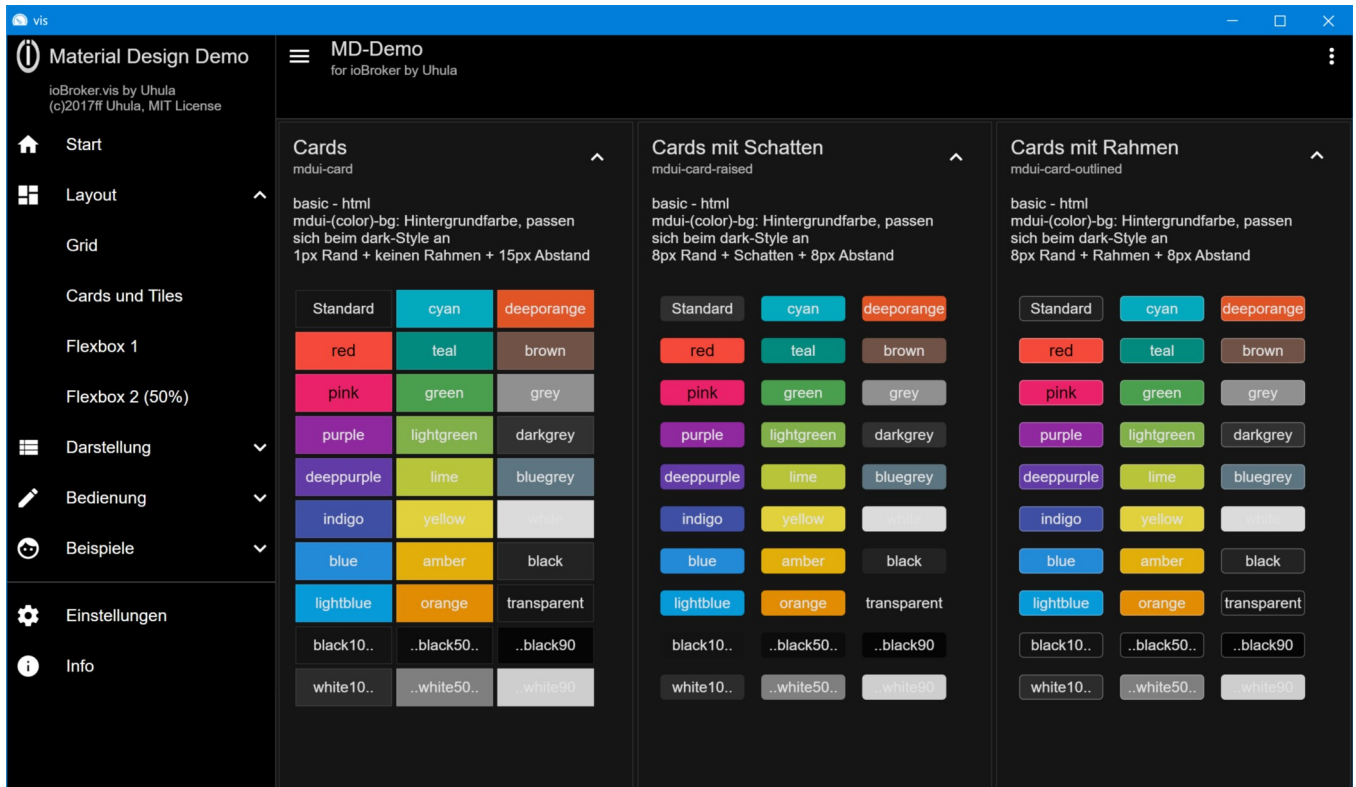 vis
Material Design Demo
ioBroker.vis by Uhula
(c)2017ff Uhula, MIT License
Start
Layout
Grid
Cards und Tiles
Flexbox 1
Flexbox 2 (50%)
Darstellung
Bedienung
Beispiele
Einstellungen
Info
MD-Demo
for ioBroker by Uhula
Cards
mdui-card
basic - html
mdui-(color)-bg: Hintergrundfarbe, passen
sich beim dark-Style an
1px Rand + keinen Rahmen + 15px Abstand
Standard cyan deeporange
red teal brown
pink green grey
purple lightgreen darkgrey
deeppurple lime bluegrey
indigo yellow white
blue amber black
lightblue orange transparent
black10.. ..black50.. ..black90
white10.. ..white50.. ..white90
Cards mit Schatten
mdui-card-raised
basic - html
mdui-(color)-bg: Hintergrundfarbe, passen
sich beim dark-Style an
8px Rand + Schatten + 8px Abstand
Standard cyan deeporange
red teal brown
pink green grey
purple lightgreen darkgrey
deeppurple lime bluegrey
indigo yellow white
blue amber black
lightblue orange transparent
black10.. ..black50.. ..black90
white10.. ..white50.. ..white90
Cards mit Rahmen
mdui-card-outlined
basic - html
mdui-(color)-bg: Hintergrundfarbe, passen
sich beim dark-Style an
8px Rand + Rahmen + 8px Abstand
Standard cyan deeporange
red teal brown
pink green grey
purple lightgreen darkgrey
deeppurple lime bluegrey
indigo yellow white
blue amber black
lightblue orange transparent
black10.. ..black50.. ..black90
white10.. ..white50.. ..white90